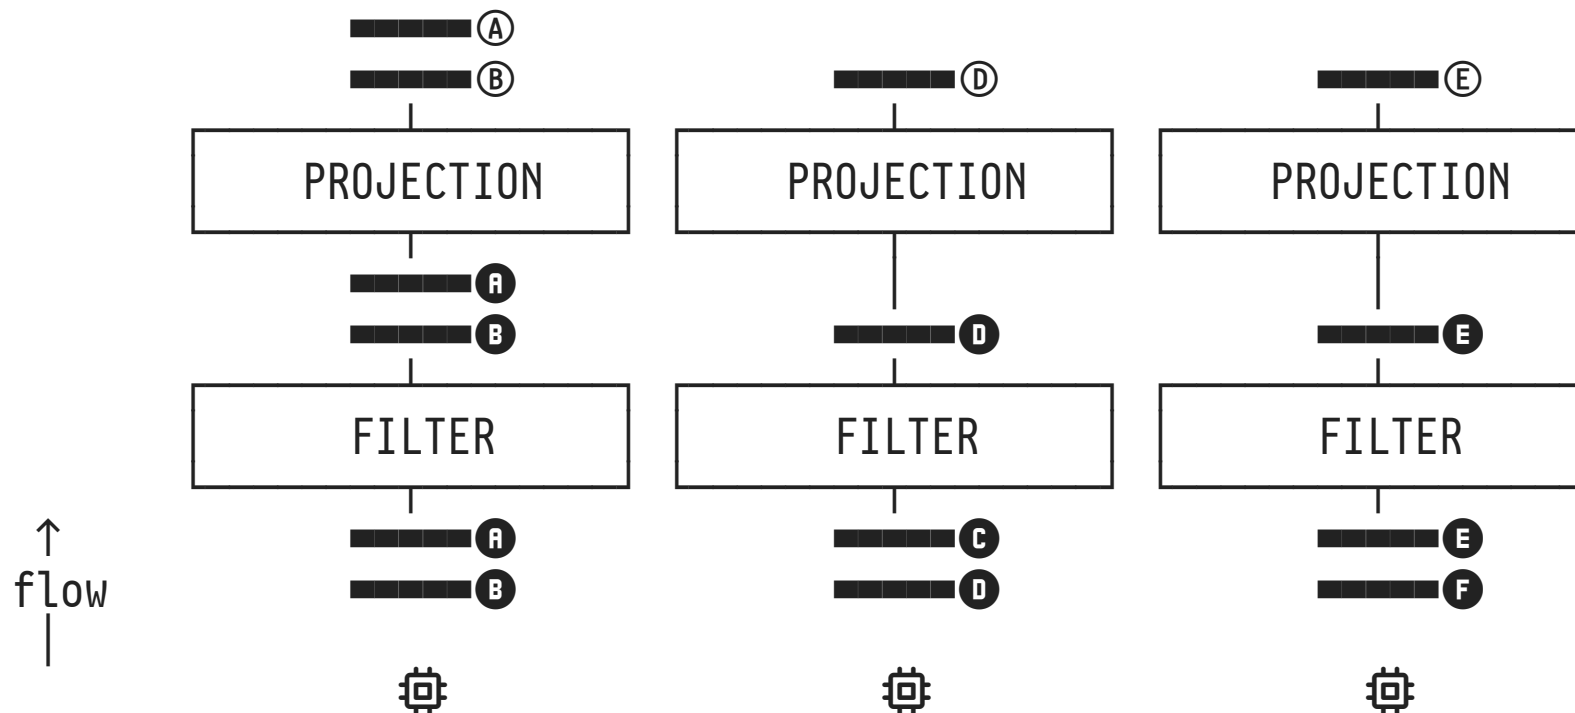 Ⓐ
Ⓑ Ⓓ Ⓔ
PROJECTION PROJECTION PROJECTION
🅐
🅑 🅓 🅔
FILTER FILTER FILTER
🅐 🅒 🅔
flow 🅑 🅓 🅕